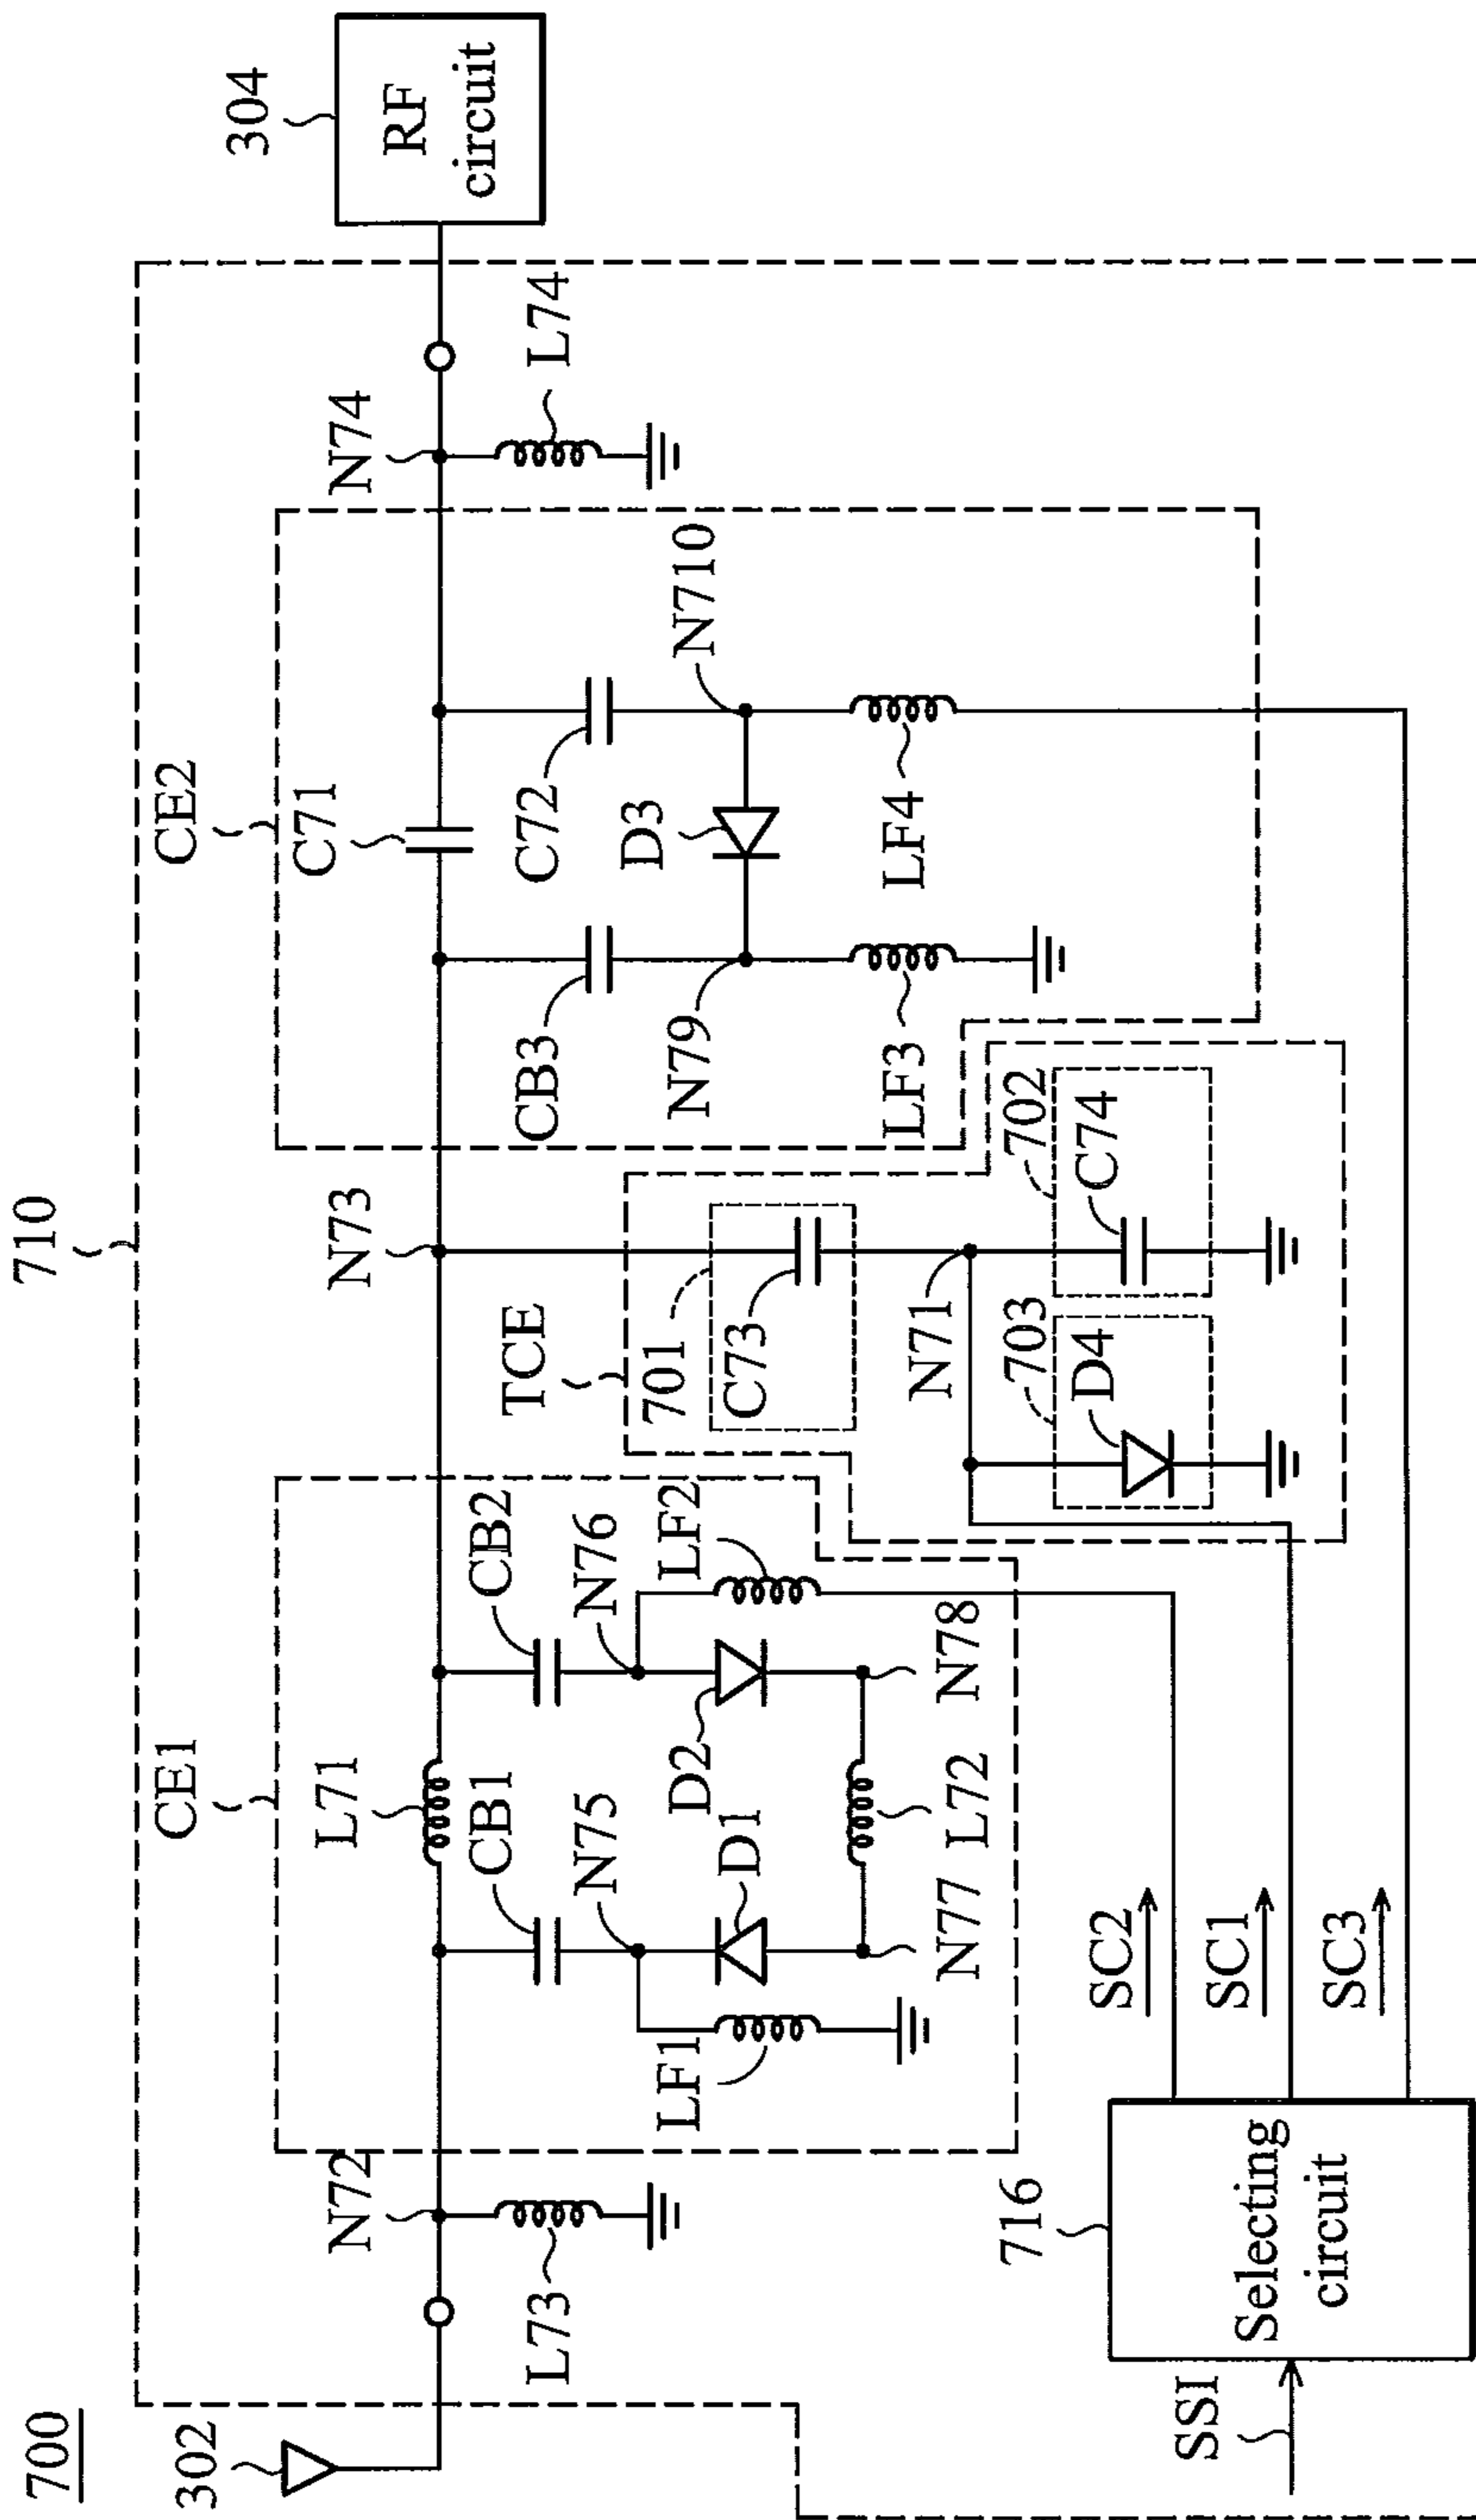 700
710
302
304
RF
circuit
N72
N73
N74
CE1
CE2
L71
C71
L73
L74
CB1
CB2
N75
N76
LF1
LF2
D1
D2
N77
L72
N78
TCE
701
C73
N71
703
D4
702
C74
CB3
C72
D3
N79
N710
LF3
LF4
SSI
716
Selecting
circuit
SC2
SC1
SC3